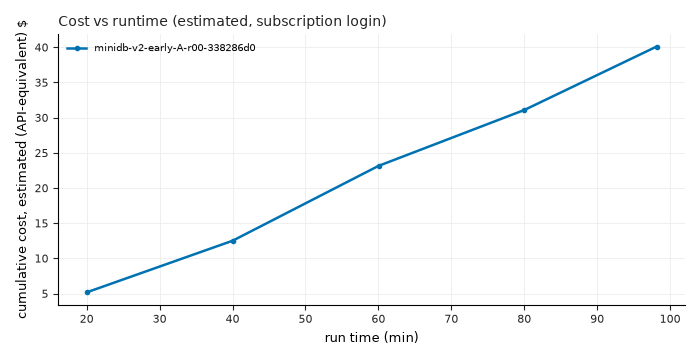 Cost vs runtime (estimated, subscription login)
minidb-v2-early-A-r00-338286d0
cumulative cost, estimated (API-equivalent) $
40
35
30
25
20
15
10
5
20 30 40 50 60 70 80 90 100
run time (min)